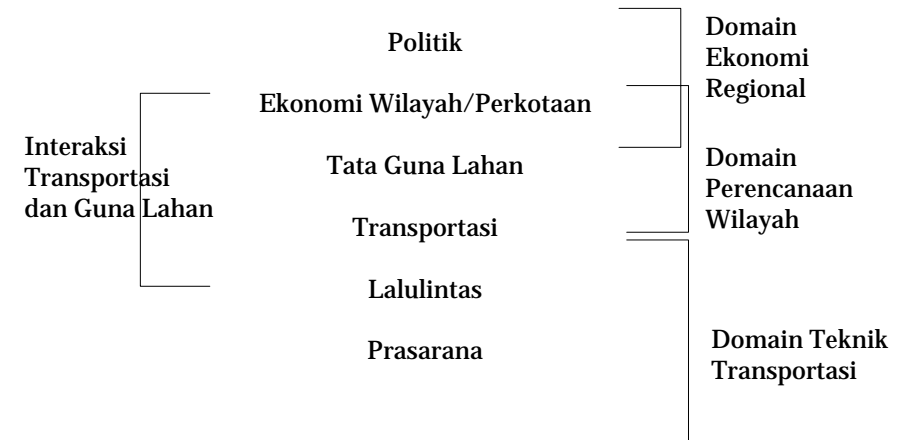 Politik
Ekonomi Wilayah/Perkotaan
Tata Guna Lahan
Transportasi
Lalulintas
Prasarana
Interaksi
Transportasi
dan Guna Lahan
Domain
Ekonomi
Regional
Domain
Perencanaan
Wilayah
Domain Teknik
Transportasi